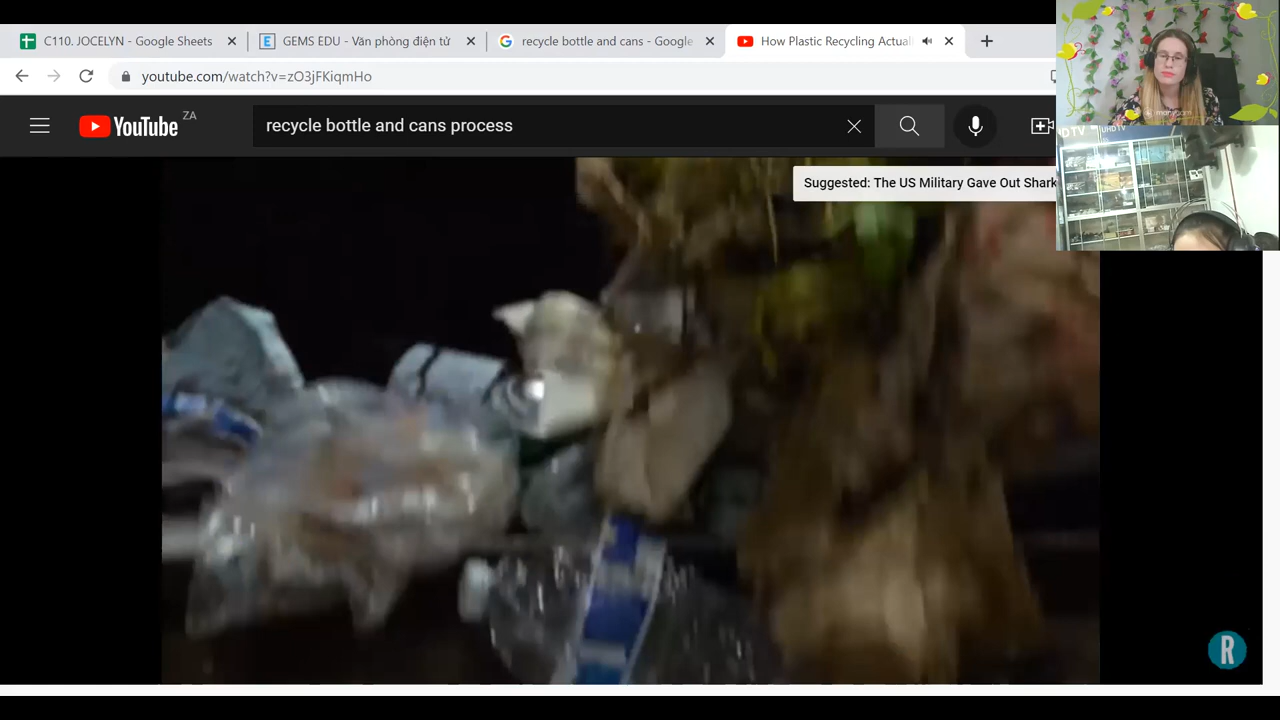 C110. JOCELYN - Google Sheets
GEMS EDU - Văn phòng điện tử
recycle bottle and cans - Google
How Plastic Recycling Actuall
youtube.com/watch?v=zO3jFKiqmHo
YouTube ZA
recycle bottle and cans process
Suggested: The US Military Gave Out Shark
UHDTV
R